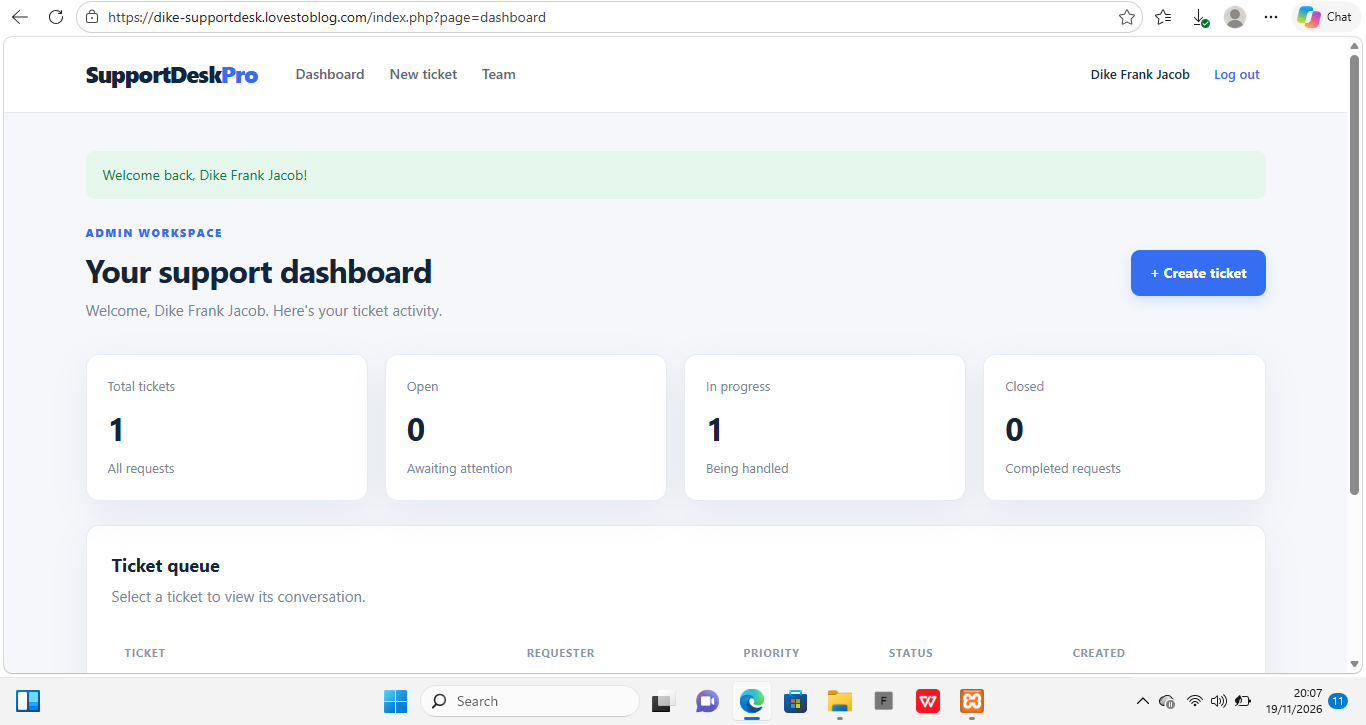 https://dike-supportdesk.lovestoblog.com/index.php?page=dashboard
Chat
SupportDeskPro Dashboard New ticket Team Dike Frank Jacob Log out
Welcome back, Dike Frank Jacob!
ADMIN WORKSPACE
Your support dashboard
+ Create ticket
Welcome, Dike Frank Jacob. Here's your ticket activity.
Total tickets Open In progress Closed
1 0 1 0
All requests Awaiting attention Being handled Completed requests
Ticket queue
Select a ticket to view its conversation.
TICKET REQUESTER PRIORITY STATUS CREATED
Search
F
W
20:07
19/11/2026
11